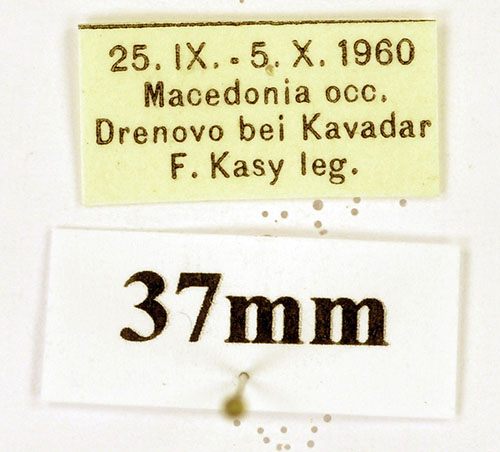 25. IX. - 5. X. 1960
Macedonia occ.
Drenovo bei Kavadar
F. Kasy leg.
37mm